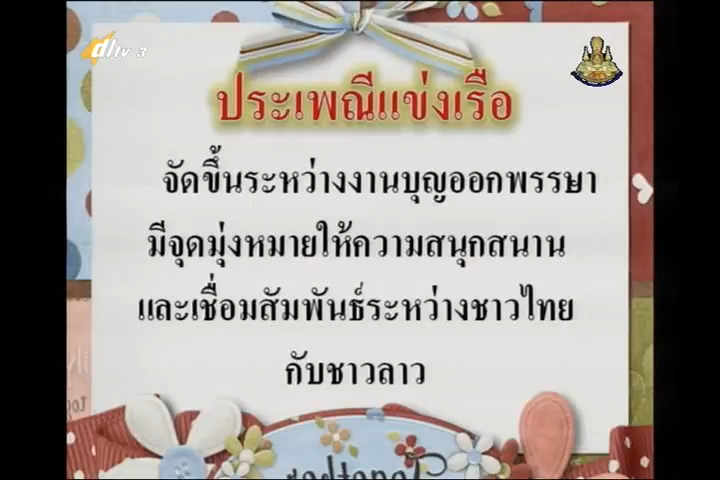 dltv 3
ประเพณีแข่งเรือ
จัดขึ้นระหว่างงานบุญออกพรรษา
มีจุดมุ่งหมายให้ความสนุกสนาน
และเชื่อมสัมพันธ์ระหว่างชาวไทย
กับชาวลาว